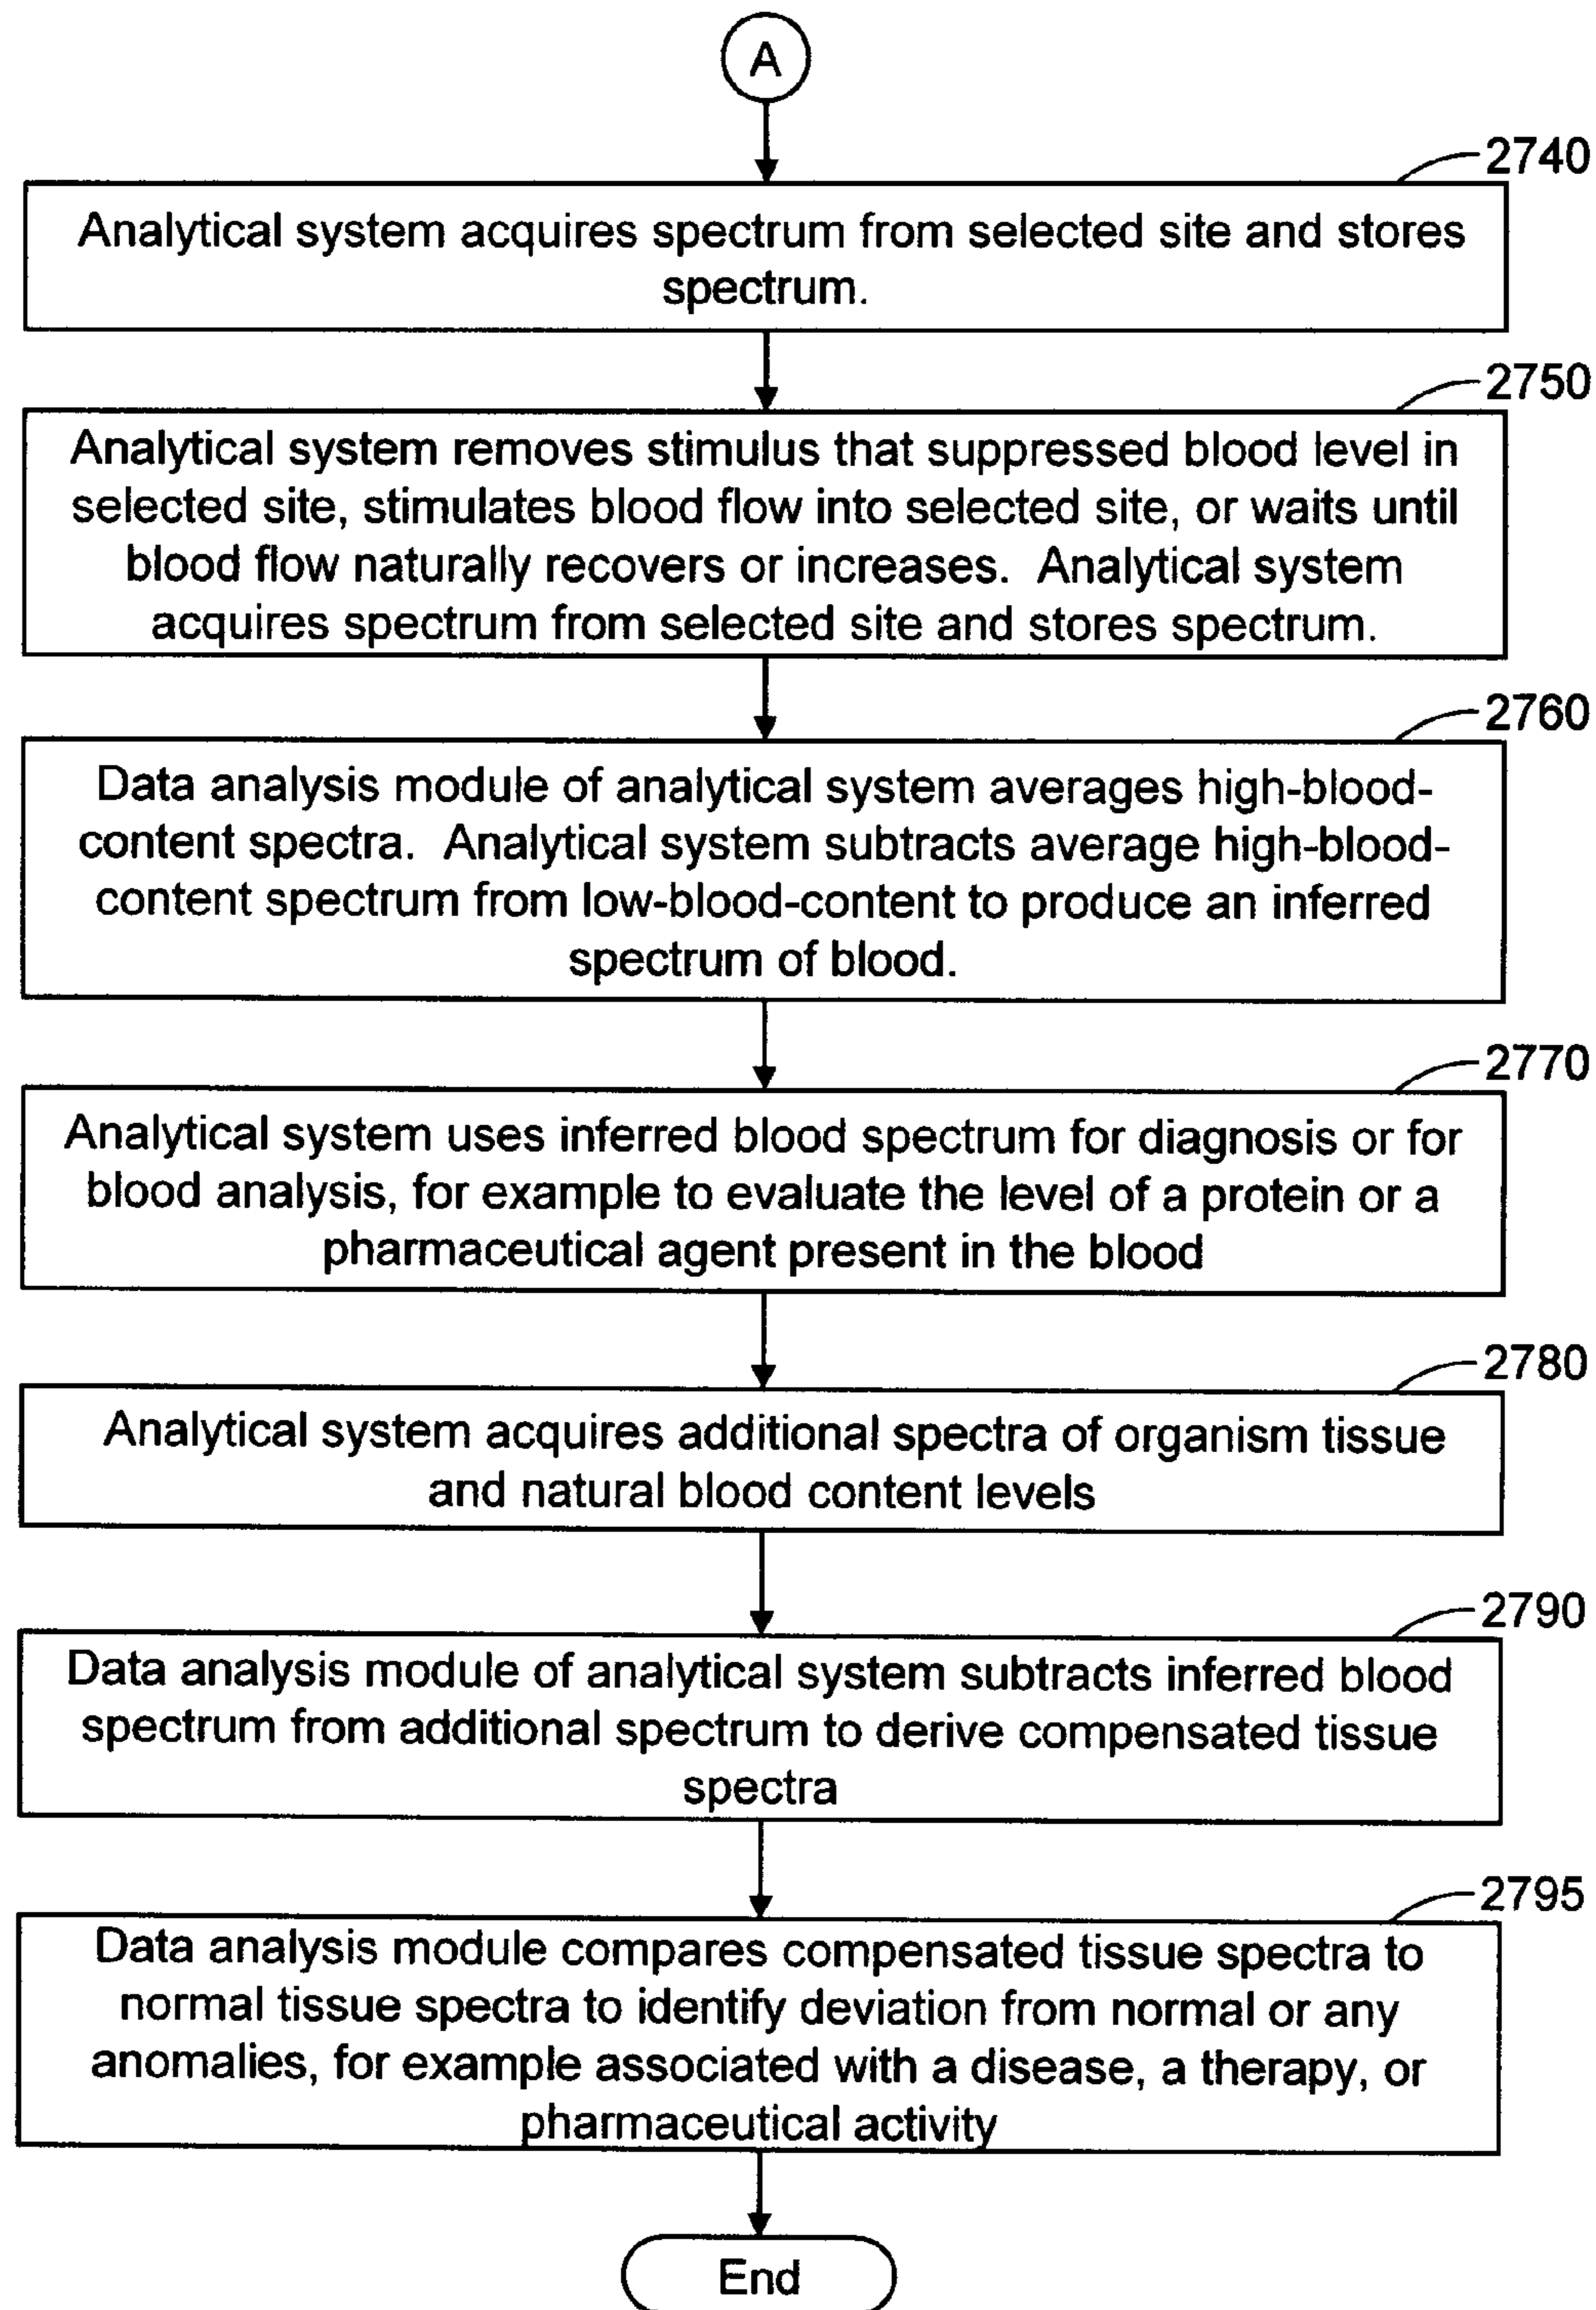 A
2740
Analytical system acquires spectrum from selected site and stores
spectrum.
2750
Analytical system removes stimulus that suppressed blood level in
selected site, stimulates blood flow into selected site, or waits until
blood flow naturally recovers or increases. Analytical system
acquires spectrum from selected site and stores spectrum.
2760
Data analysis module of analytical system averages high-blood-
content spectra. Analytical system subtracts average high-blood-
content spectrum from low-blood-content to produce an inferred
spectrum of blood.
2770
Analytical system uses inferred blood spectrum for diagnosis or for
blood analysis, for example to evaluate the level of a protein or a
pharmaceutical agent present in the blood
2780
Analytical system acquires additional spectra of organism tissue
and natural blood content levels
2790
Data analysis module of analytical system subtracts inferred blood
spectrum from additional spectrum to derive compensated tissue
spectra
2795
Data analysis module compares compensated tissue spectra to
normal tissue spectra to identify deviation from normal or any
anomalies, for example associated with a disease, a therapy, or
pharmaceutical activity
End